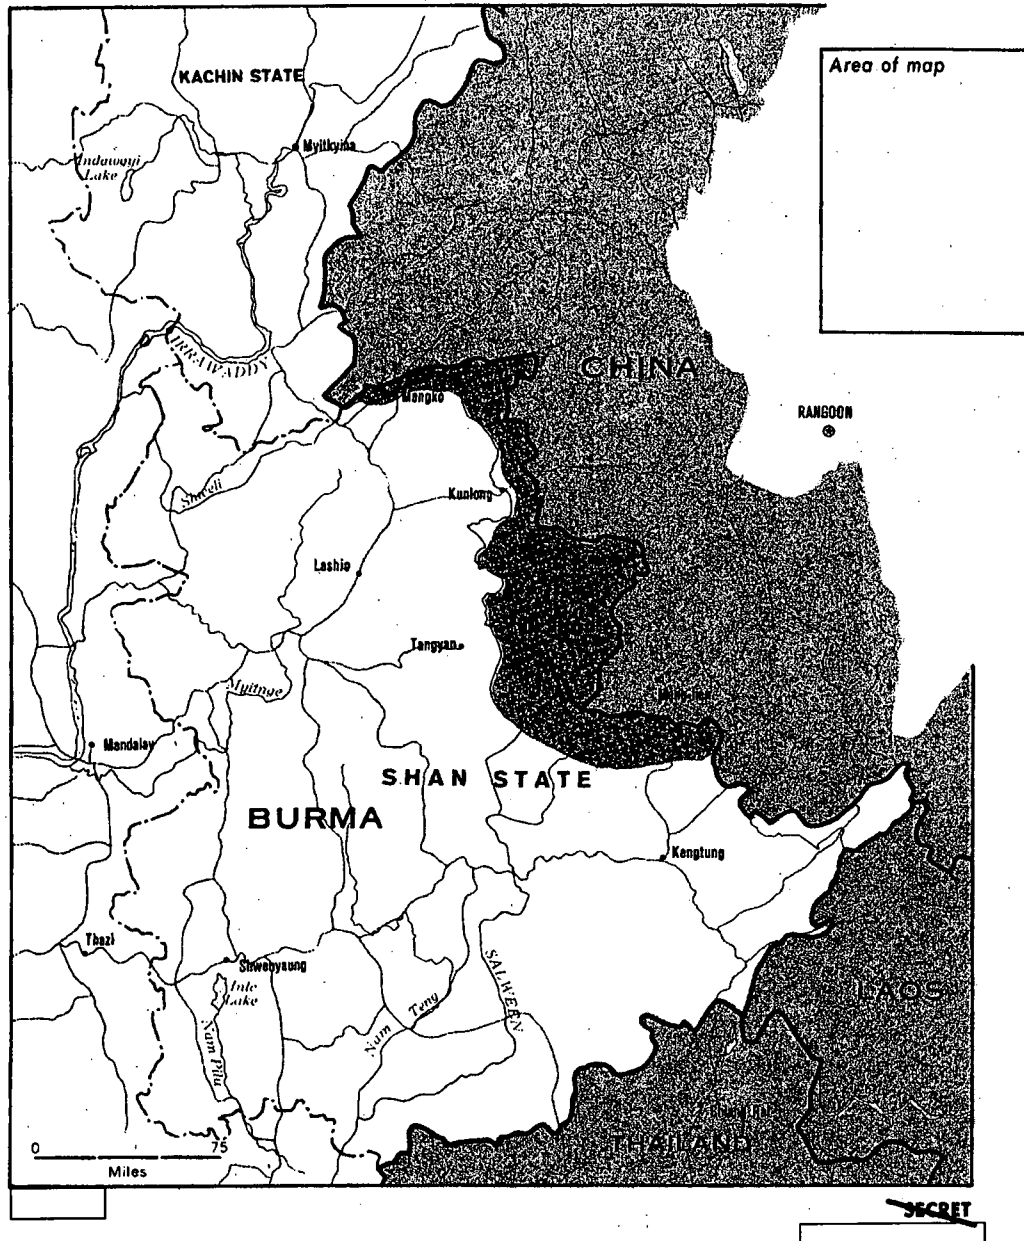 KACHIN STATE
Area of map
Myitkyina
Indawgyi
Lake
IRRAWADDY
CHINA
Mongko
RANGOON
Shweli
Kunlong
Lashio
Tangyan
Myitnge
Mandalay
SHAN STATE
BURMA
Kengtung
Thazi
Shwenyaung
Inle
Lake
SALWEEN
LAOS
Nam Teng
Nam Pilu
THAILAND
0 75
Miles
SECRET